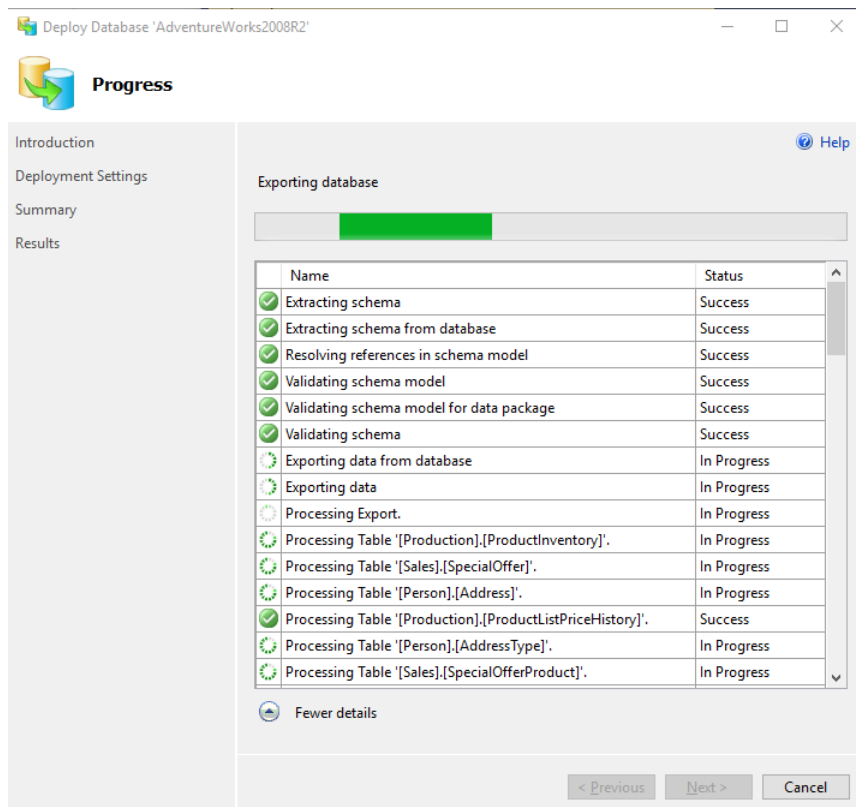 Deploy Database 'AdventureWorks2008R2'
Progress
Introduction
Deployment Settings
Summary
Results
Help
Exporting database
Name Status
Extracting schema Success
Extracting schema from database Success
Resolving references in schema model Success
Validating schema model Success
Validating schema model for data package Success
Validating schema Success
Exporting data from database In Progress
Exporting data In Progress
Processing Export. In Progress
Processing Table '[Production].[ProductInventory]'. In Progress
Processing Table '[Sales].[SpecialOffer]'. In Progress
Processing Table '[Person].[Address]'. In Progress
Processing Table '[Production].[ProductListPriceHistory]'. Success
Processing Table '[Person].[AddressType]'. In Progress
Processing Table '[Sales].[SpecialOfferProduct]'. In Progress
Fewer details
< Previous Next > Cancel